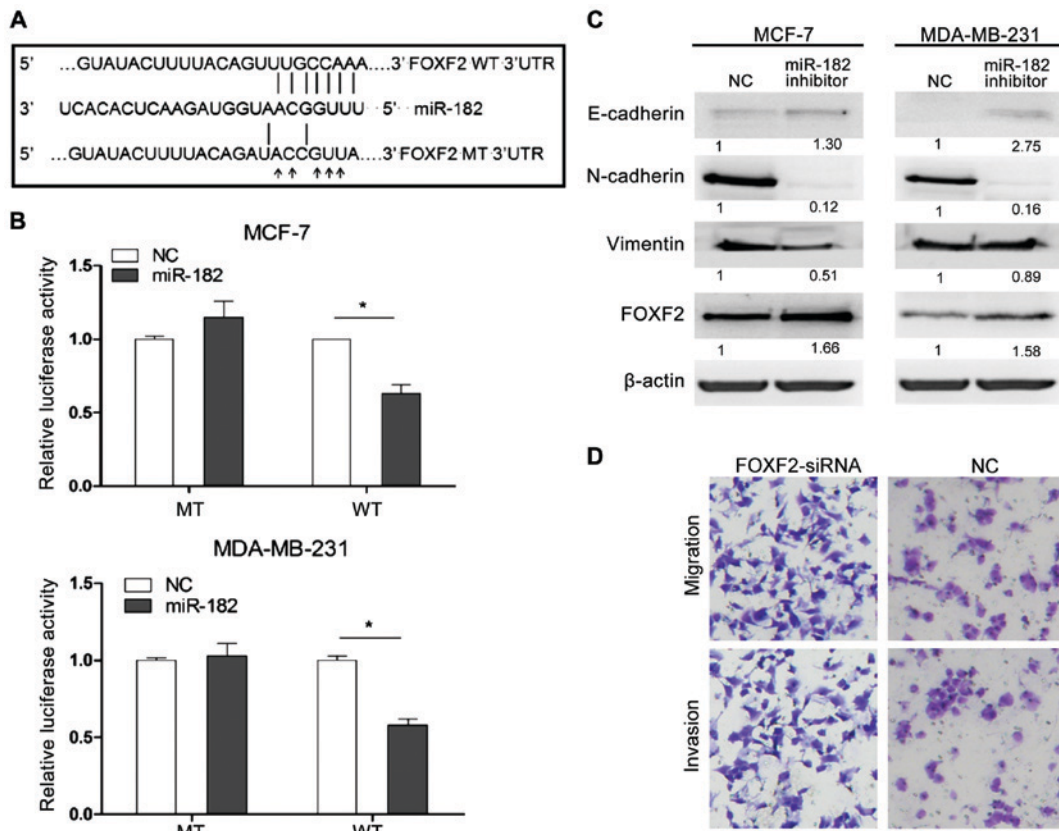 A
5' ...GUAUACUUUUACAGUUUGCCAAA....3' FOXF2 WT 3'UTR
3' UCACACUCAAGAUGGUAACGGUUU 5' miR-182
5' ...GUAUACUUUUACAGAUACCGUUA....3'FOXF2 MT 3'UTR
B
MCF-7
NC
miR-182
Relative luciferase activity
1.5
1.0
0.5
0.0
*
MT WT
MDA-MB-231
NC
miR-182
Relative luciferase activity
1.5
1.0
0.5
0.0
*
MT WT
C
MCF-7 MDA-MB-231
NC miR-182 inhibitor NC miR-182 inhibitor
E-cadherin
1 1.30 1 2.75
N-cadherin
1 0.12 1 0.16
Vimentin
1 0.51 1 0.89
FOXF2
1 1.66 1 1.58
β-actin
D
FOXF2-siRNA NC
Migration
Invasion